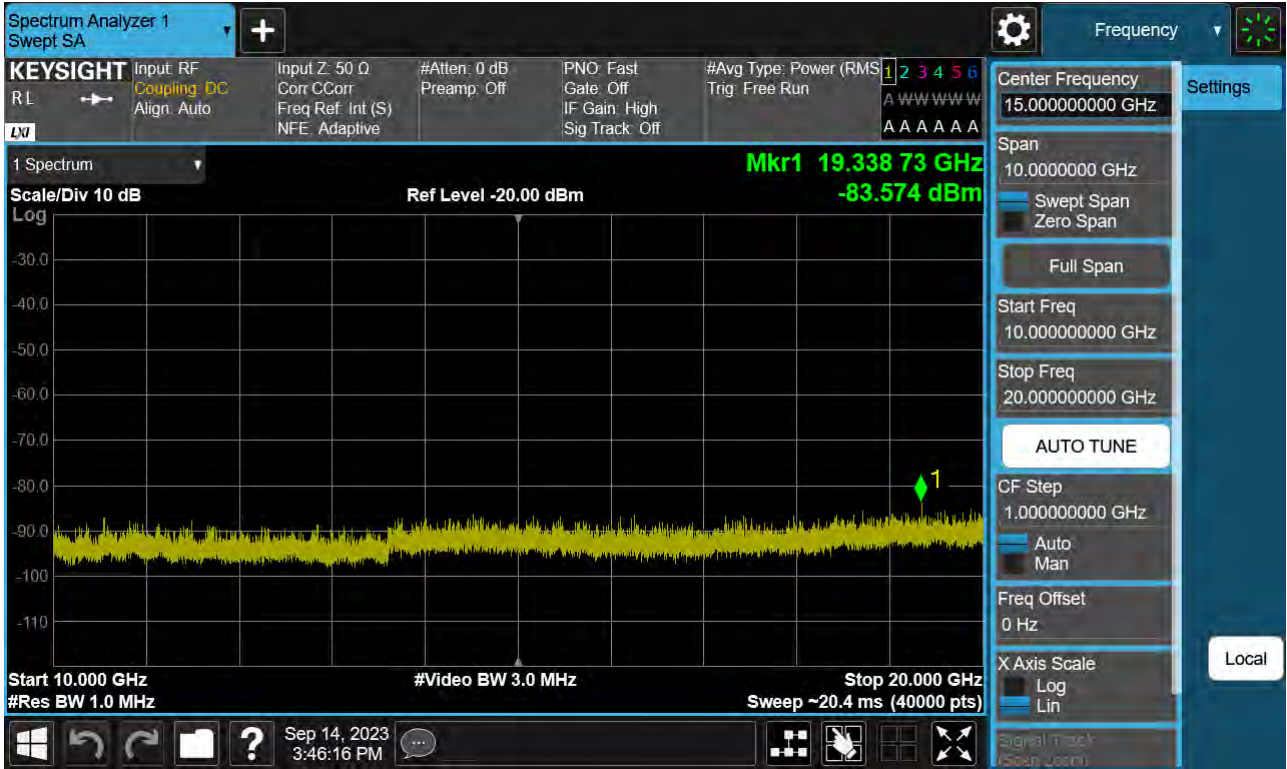 Spectrum Analyzer 1
Swept SA
Frequency
KEYSIGHT
R L
LXI
Input: RF
Coupling: DC
Align: Auto
Input Z: 50 Ω
Corr CCorr
Freq Ref: Int (S)
NFE: Adaptive
#Atten: 0 dB
Preamp: Off
PNO: Fast
Gate: Off
IF Gain: High
Sig Track: Off
#Avg Type: Power (RMS
Trig: Free Run
1 2 3 4 5 6
A W W W W W
A A A A A A
1 Spectrum
Mkr1 19.338 73 GHz
Scale/Div 10 dB
Ref Level -20.00 dBm
-83.574 dBm
Log
-30.0
-40.0
-50.0
-60.0
-70.0
-80.0
1
-90.0
-100
-110
Start 10.000 GHz
#Video BW 3.0 MHz
Stop 20.000 GHz
#Res BW 1.0 MHz
Sweep ~20.4 ms (40000 pts)
?
Sep 14, 2023
3:46:16 PM
Center Frequency
15.000000000 GHz
Settings
Span
10.0000000 GHz
Swept Span
Zero Span
Full Span
Start Freq
10.000000000 GHz
Stop Freq
20.000000000 GHz
AUTO TUNE
CF Step
1.000000000 GHz
Auto
Man
Freq Offset
0 Hz
X Axis Scale
Log
Lin
Local
Signal Track
(Span Zoom)